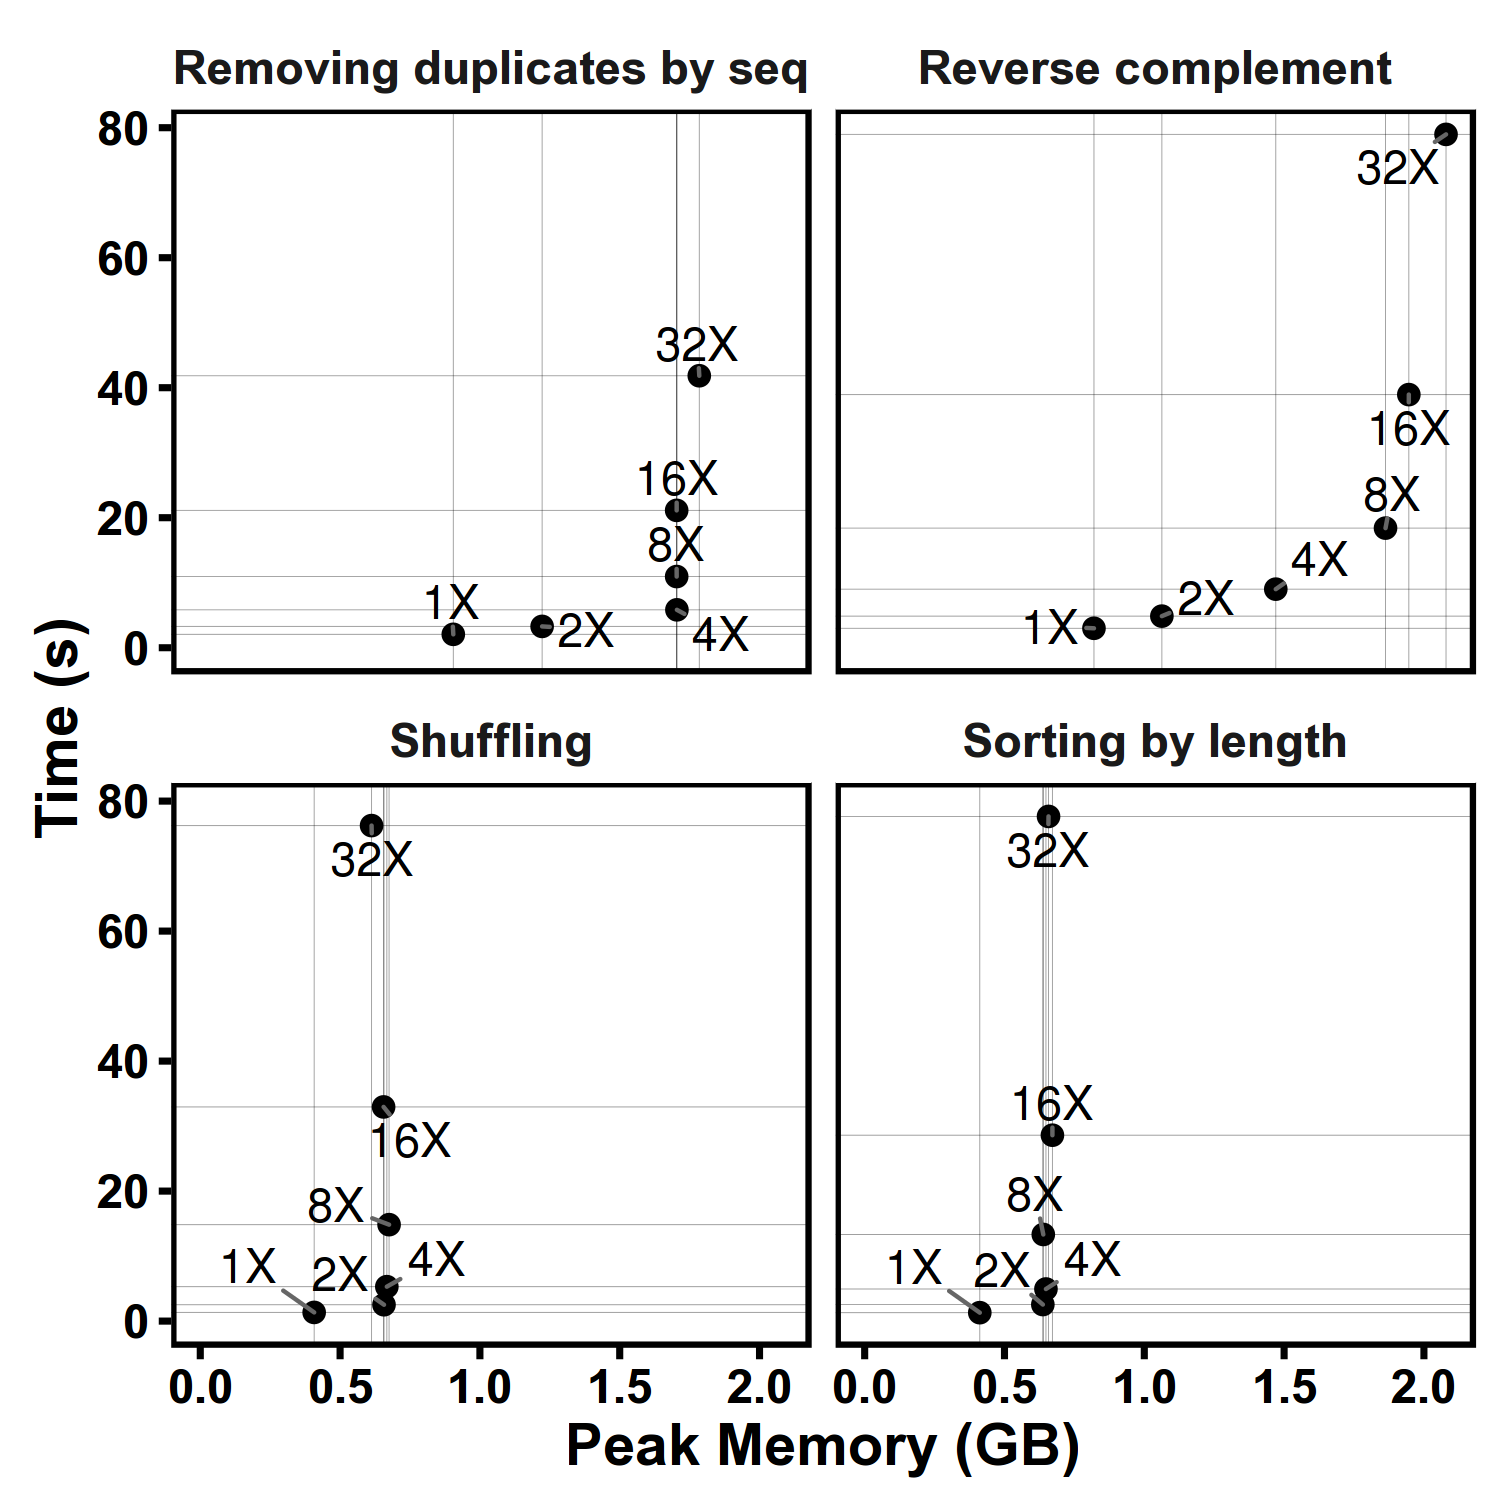 Removing duplicates by seq
Reverse complement
80
60
40
20
0
32X
16X
8X
4X
1X
2X
32X
16X
8X
4X
2X
1X
Time (s)
Shuffling
Sorting by length
80
60
40
20
0
32X
16X
8X
4X
1X
2X
32X
16X
8X
4X
1X
2X
0.0 0.5 1.0 1.5 2.0
0.0 0.5 1.0 1.5 2.0
Peak Memory (GB)